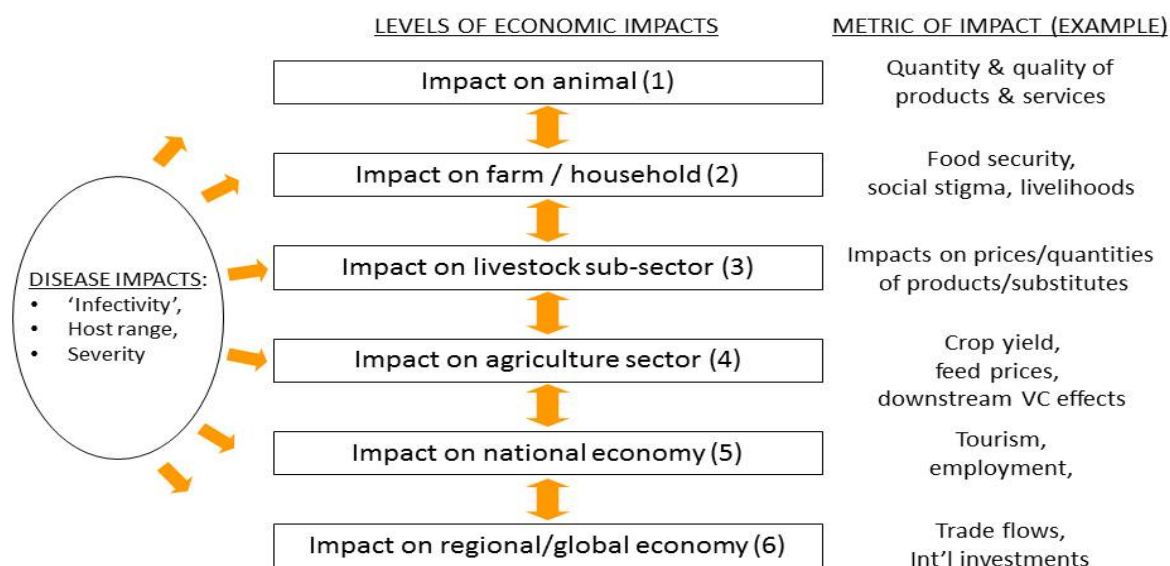 LEVELS OF ECONOMIC IMPACTS
METRIC OF IMPACT (EXAMPLE)
Impact on animal (1)
Quantity & quality of
products & services
Impact on farm / household (2)
Food security,
social stigma, livelihoods
DISEASE IMPACTS:
• ‘Infectivity’,
• Host range,
• Severity
Impact on livestock sub-sector (3)
Impacts on prices/quantities
of products/substitutes
Impact on agriculture sector (4)
Crop yield,
feed prices,
downstream VC effects
Impact on national economy (5)
Tourism,
employment,
Impact on regional/global economy (6)
Trade flows,
Int’l investments